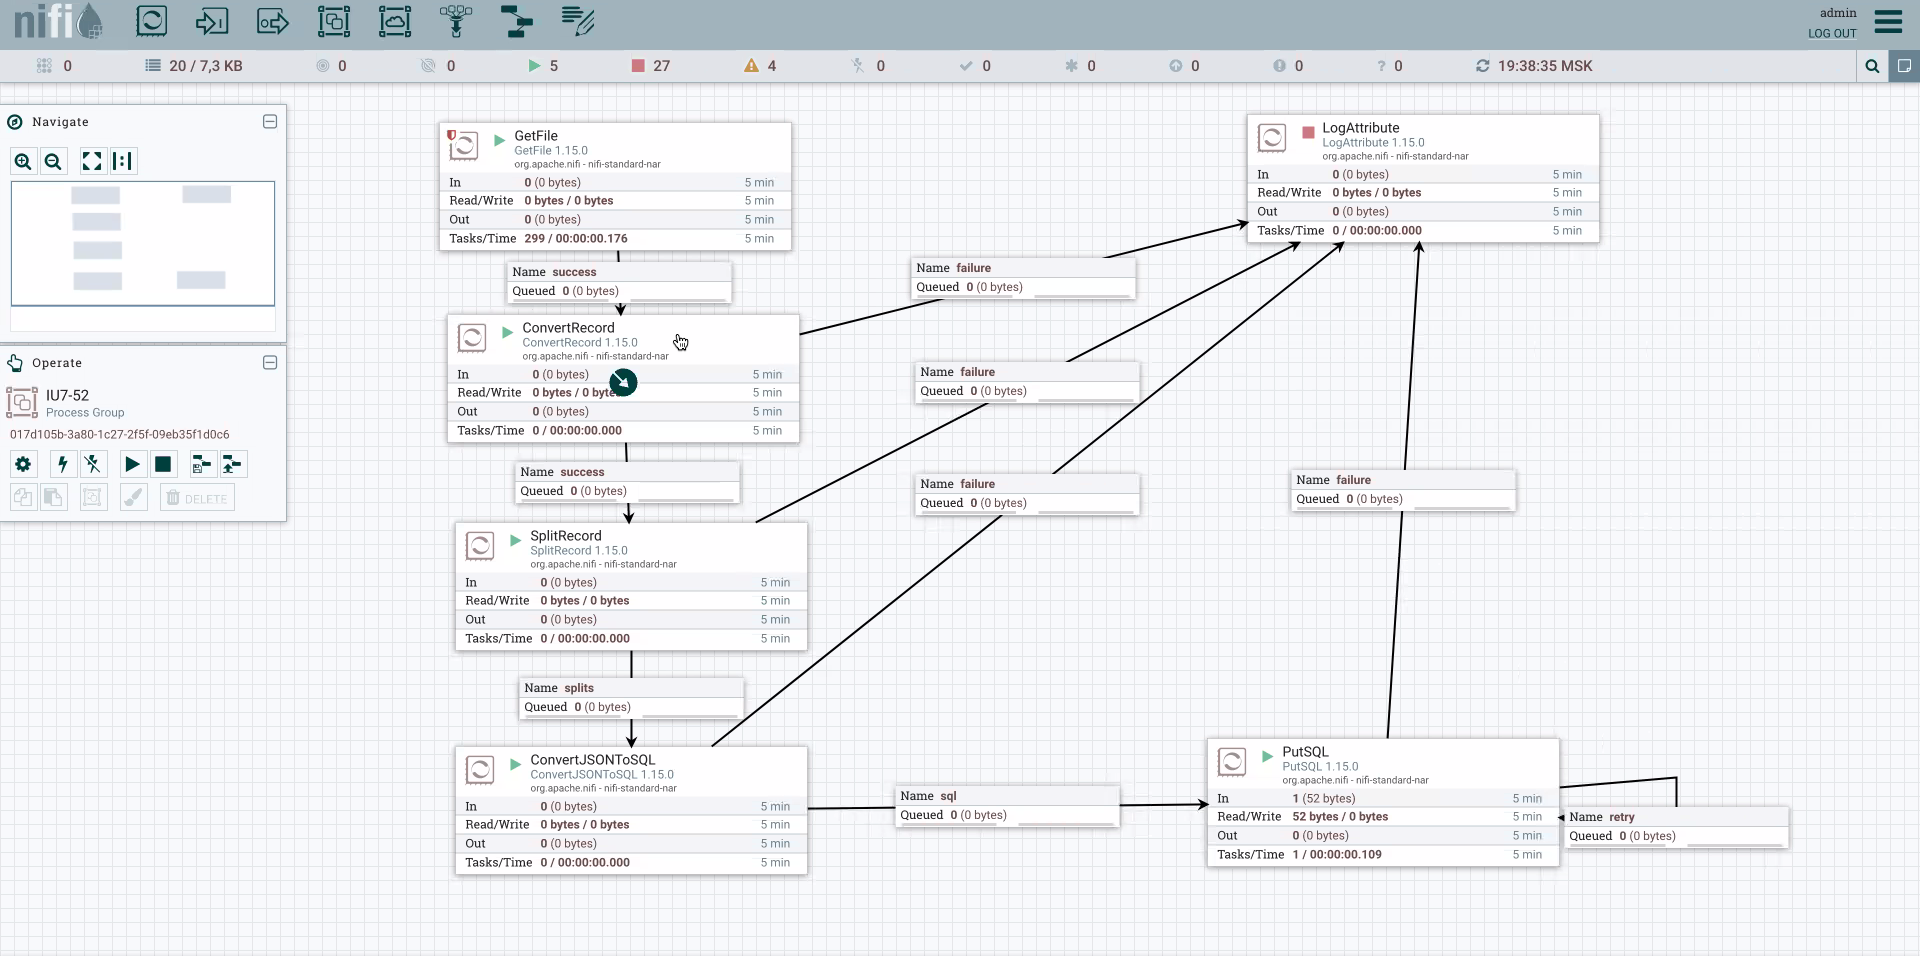 nifi
admin
LOG OUT
0 20 / 7,3 KB 0 0 5 27 4 0 0 0 0 0 ? 0 19:38:35 MSK
Navigate
Operate
IU7-52
Process Group
017d105b-3a80-1c27-2f5f-09eb35f1d0c6
DELETE
GetFile
GetFile 1.15.0
org.apache.nifi - nifi-standard-nar
In 0 (0 bytes) 5 min
Read/Write 0 bytes / 0 bytes 5 min
Out 0 (0 bytes) 5 min
Tasks/Time 299 / 00:00:00.176 5 min
Name success
Queued 0 (0 bytes)
ConvertRecord
ConvertRecord 1.15.0
org.apache.nifi - nifi-standard-nar
In 0 (0 bytes) 5 min
Read/Write 0 bytes / 0 byte 5 min
Out 0 (0 bytes) 5 min
Tasks/Time 0 / 00:00:00.000 5 min
Name success
Queued 0 (0 bytes)
SplitRecord
SplitRecord 1.15.0
org.apache.nifi - nifi-standard-nar
In 0 (0 bytes) 5 min
Read/Write 0 bytes / 0 bytes 5 min
Out 0 (0 bytes) 5 min
Tasks/Time 0 / 00:00:00.000 5 min
Name splits
Queued 0 (0 bytes)
ConvertJSONToSQL
ConvertJSONToSQL 1.15.0
org.apache.nifi - nifi-standard-nar
In 0 (0 bytes) 5 min
Read/Write 0 bytes / 0 bytes 5 min
Out 0 (0 bytes) 5 min
Tasks/Time 0 / 00:00:00.000 5 min
Name failure
Queued 0 (0 bytes)
Name failure
Queued 0 (0 bytes)
Name failure
Queued 0 (0 bytes)
Name sql
Queued 0 (0 bytes)
LogAttribute
LogAttribute 1.15.0
org.apache.nifi - nifi-standard-nar
In 0 (0 bytes) 5 min
Read/Write 0 bytes / 0 bytes 5 min
Out 0 (0 bytes) 5 min
Tasks/Time 0 / 00:00:00.000 5 min
Name failure
Queued 0 (0 bytes)
PutSQL
PutSQL 1.15.0
org.apache.nifi - nifi-standard-nar
In 1 (52 bytes) 5 min
Read/Write 52 bytes / 0 bytes 5 min
Out 0 (0 bytes) 5 min
Tasks/Time 1 / 00:00:00.109 5 min
Name retry
Queued 0 (0 bytes)